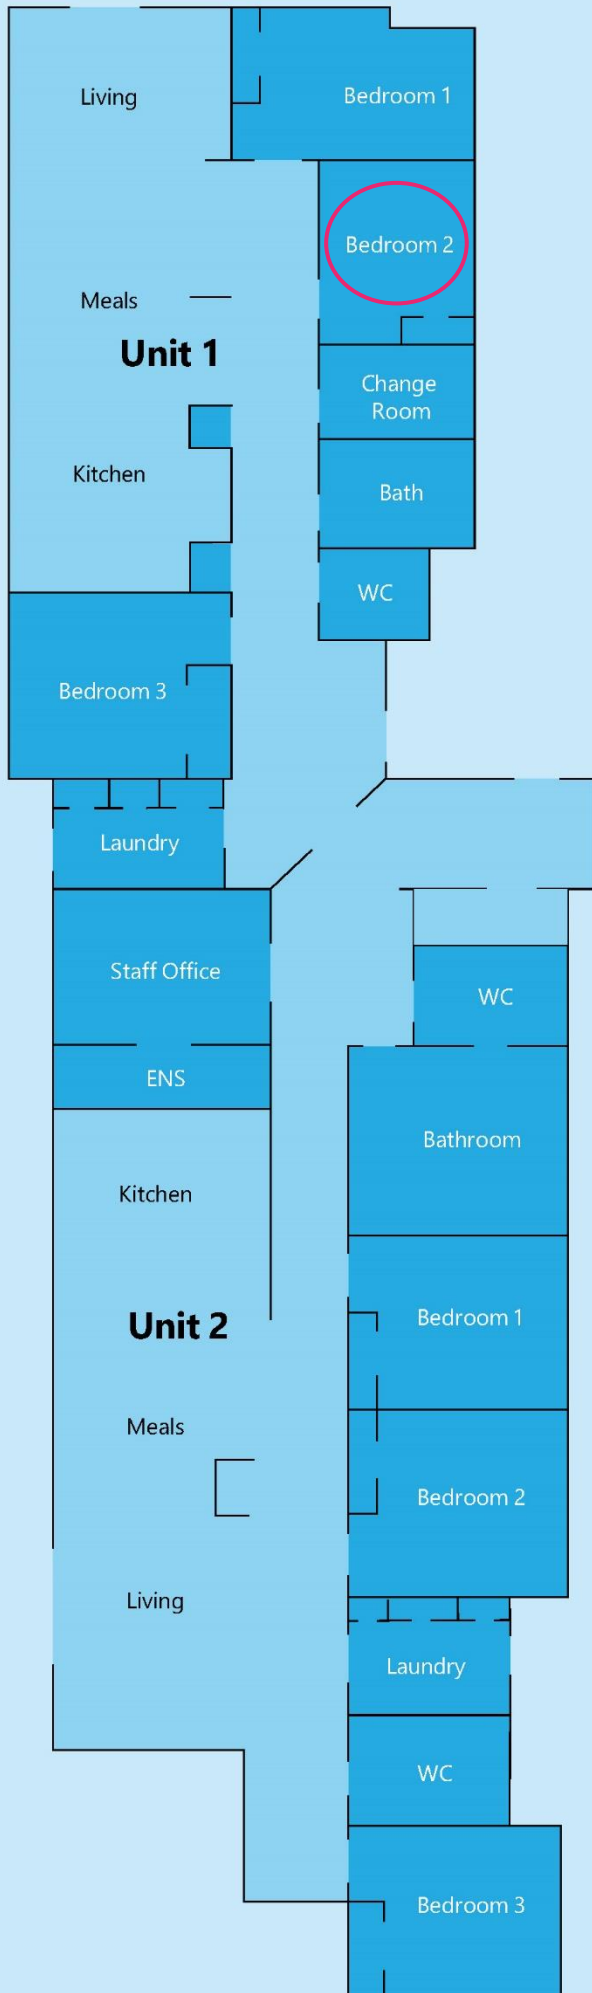 Living
Bedroom 1
Bedroom 2
Meals
Unit 1
Change
Room
Kitchen
Bath
WC
Bedroom 3
Laundry
Staff Office
WC
ENS
Bathroom
Kitchen
Bedroom 1
Unit 2
Meals
Bedroom 2
Living
Laundry
WC
Bedroom 3